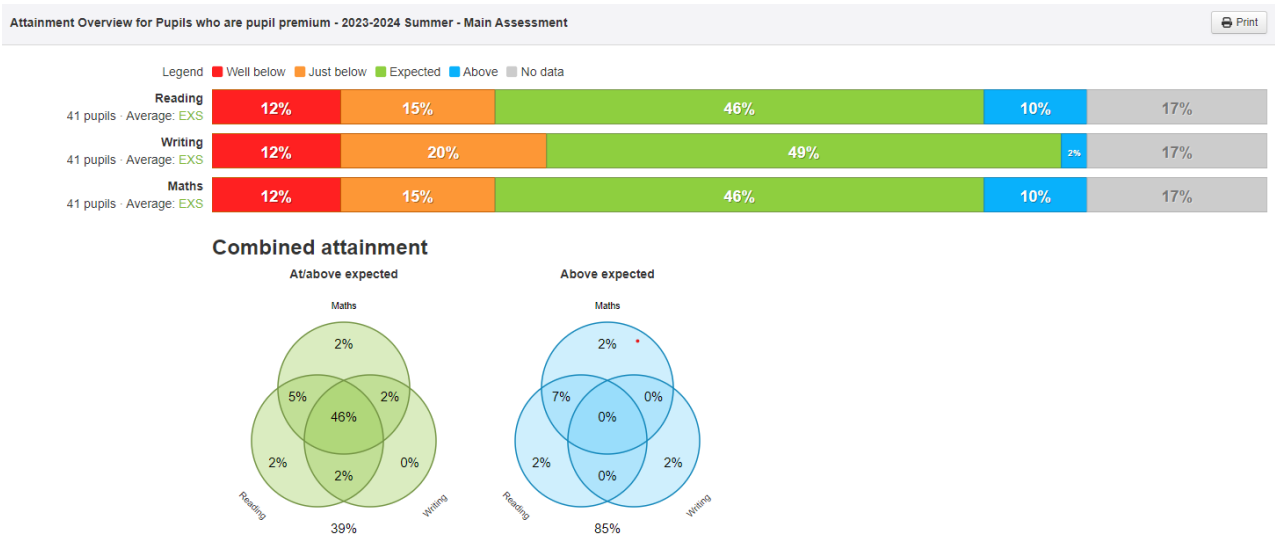 Attainment Overview for Pupils who are pupil premium - 2023-2024 Summer - Main Assessment
Print
Legend Well below Just below Expected Above No data
Reading
41 pupils · Average: EXS
12% 15% 46% 10% 17%
Writing
41 pupils · Average: EXS
12% 20% 49% 2% 17%
Maths
41 pupils · Average: EXS
12% 15% 46% 10% 17%
Combined attainment
At/above expected
Maths
2%
5% 2%
46%
2% 0%
2%
Reading Writing
39%
Above expected
Maths
2%
7% 0%
0%
2% 2%
0%
Reading Writing
85%